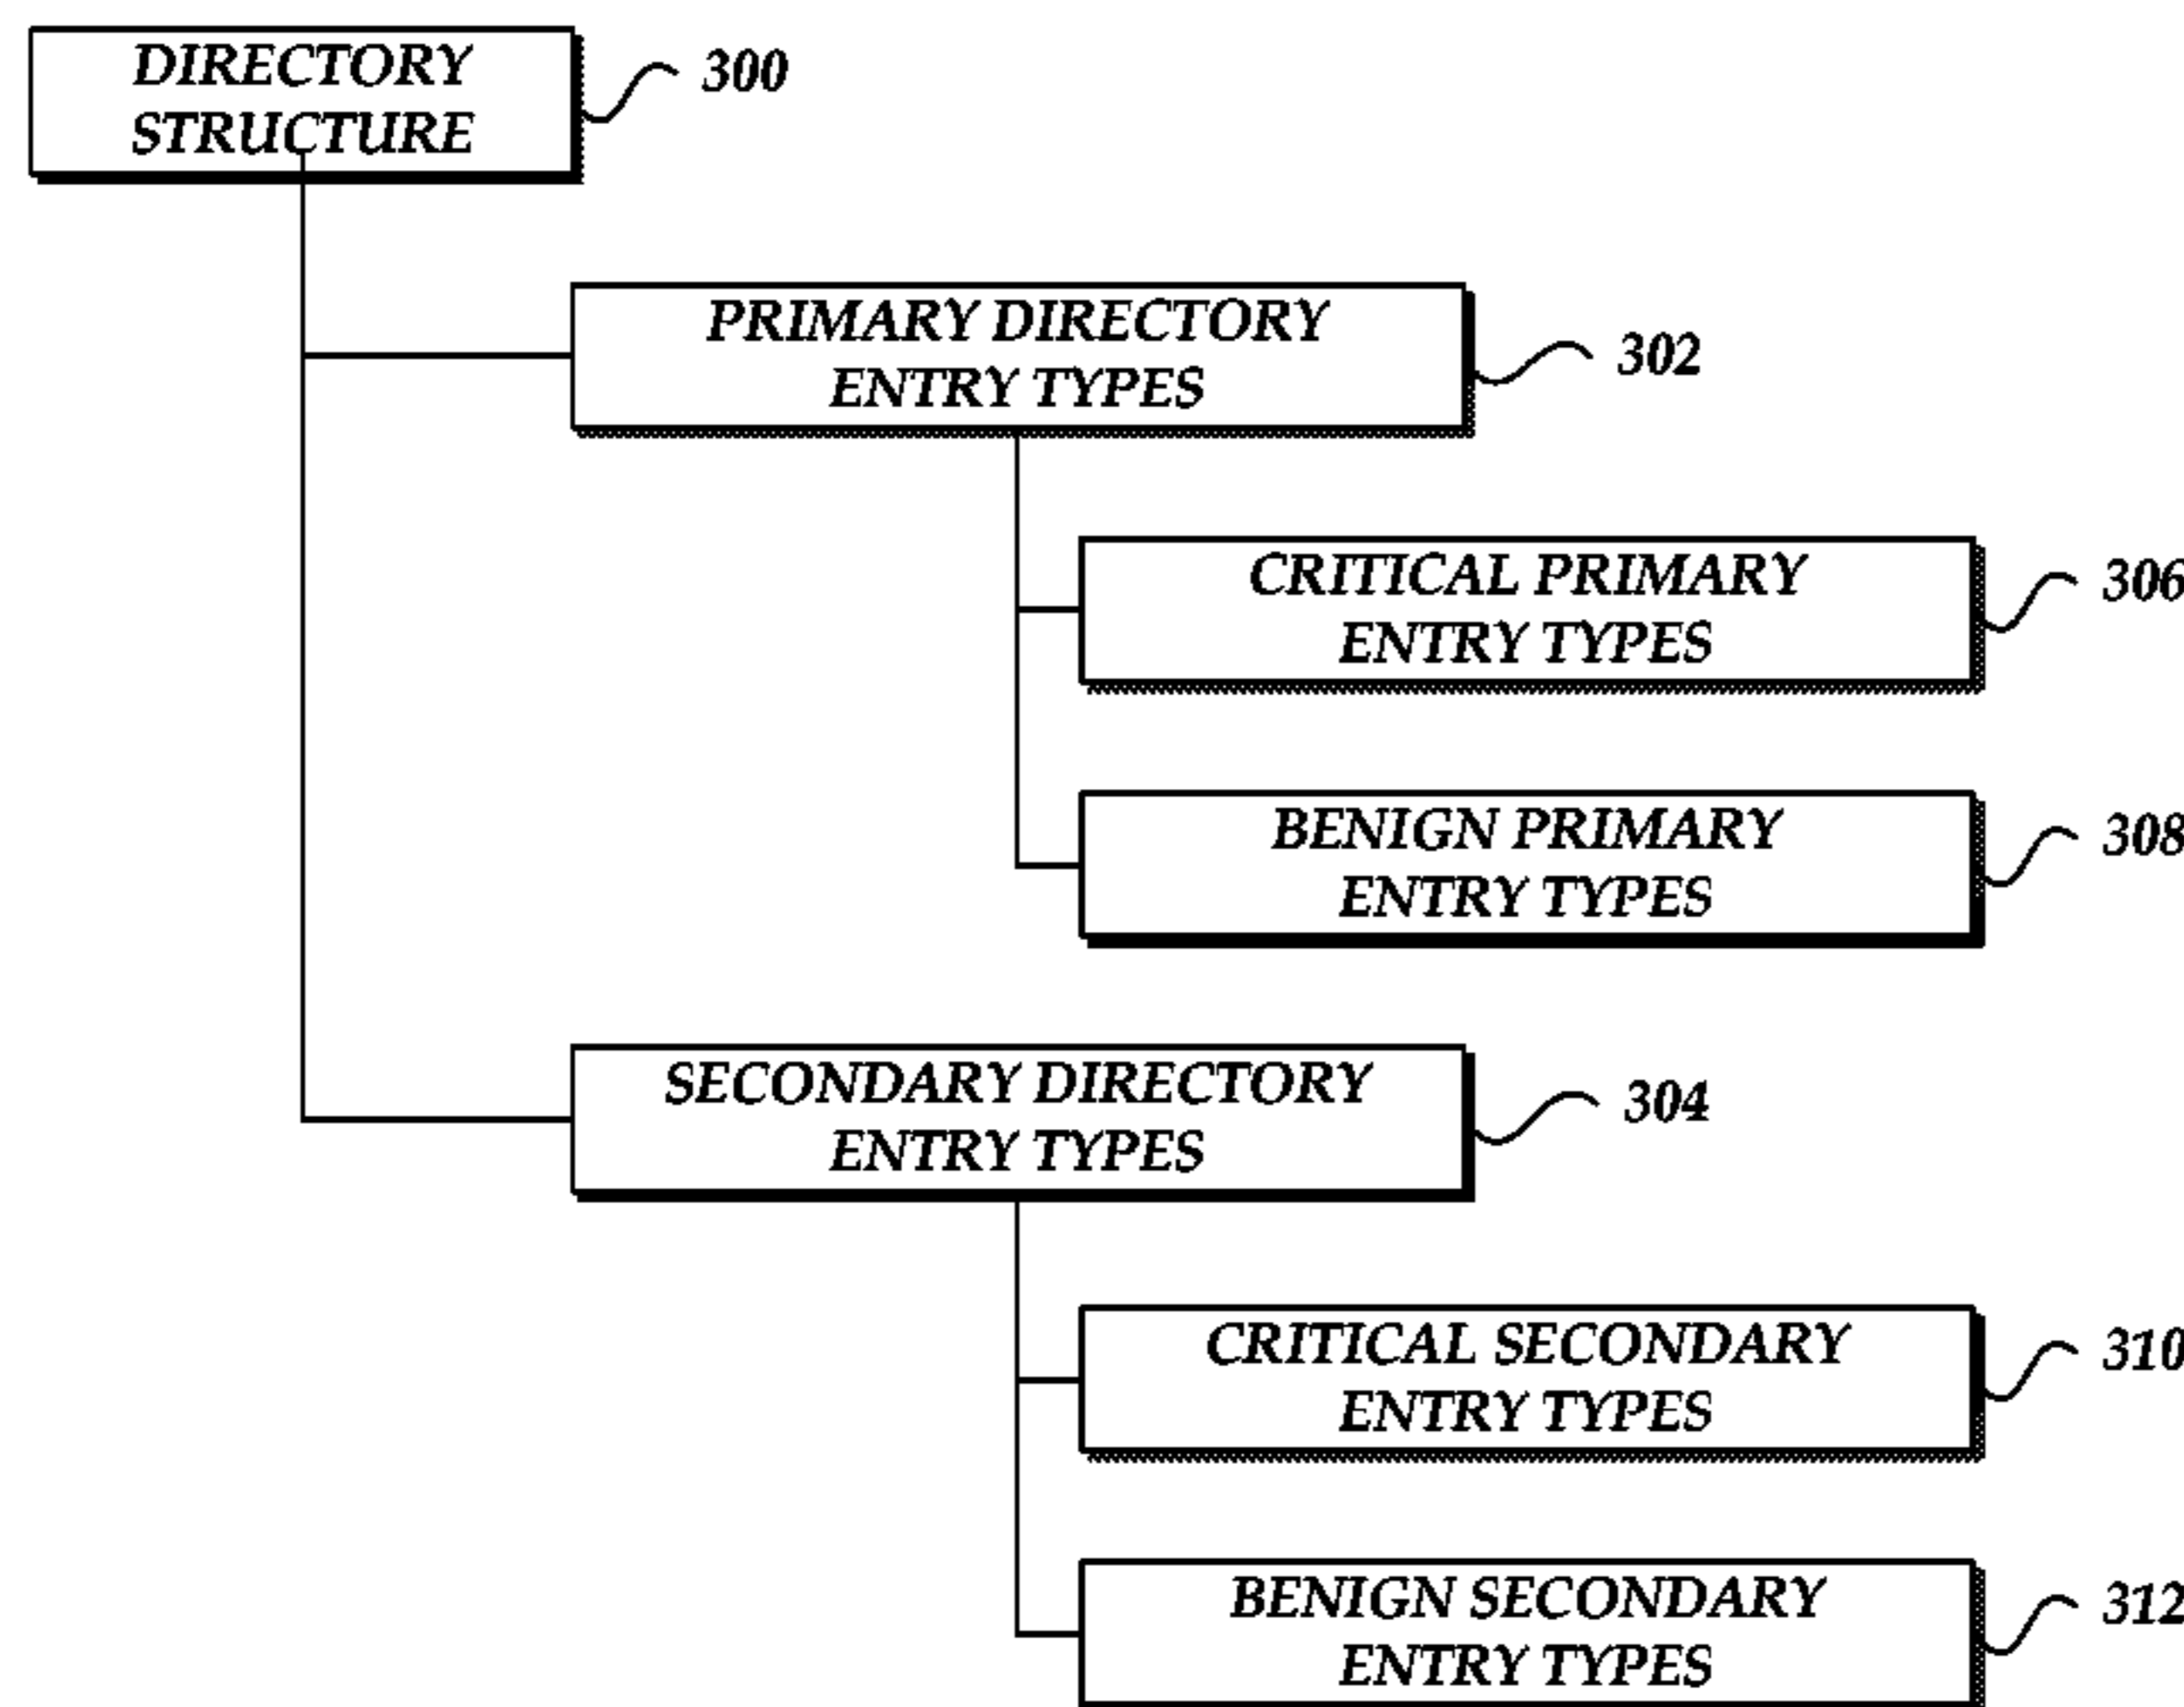 DIRECTORY
STRUCTURE
300
PRIMARY DIRECTORY
ENTRY TYPES
302
CRITICAL PRIMARY
ENTRY TYPES
306
BENIGN PRIMARY
ENTRY TYPES
308
SECONDARY DIRECTORY
ENTRY TYPES
304
CRITICAL SECONDARY
ENTRY TYPES
310
BENIGN SECONDARY
ENTRY TYPES
312